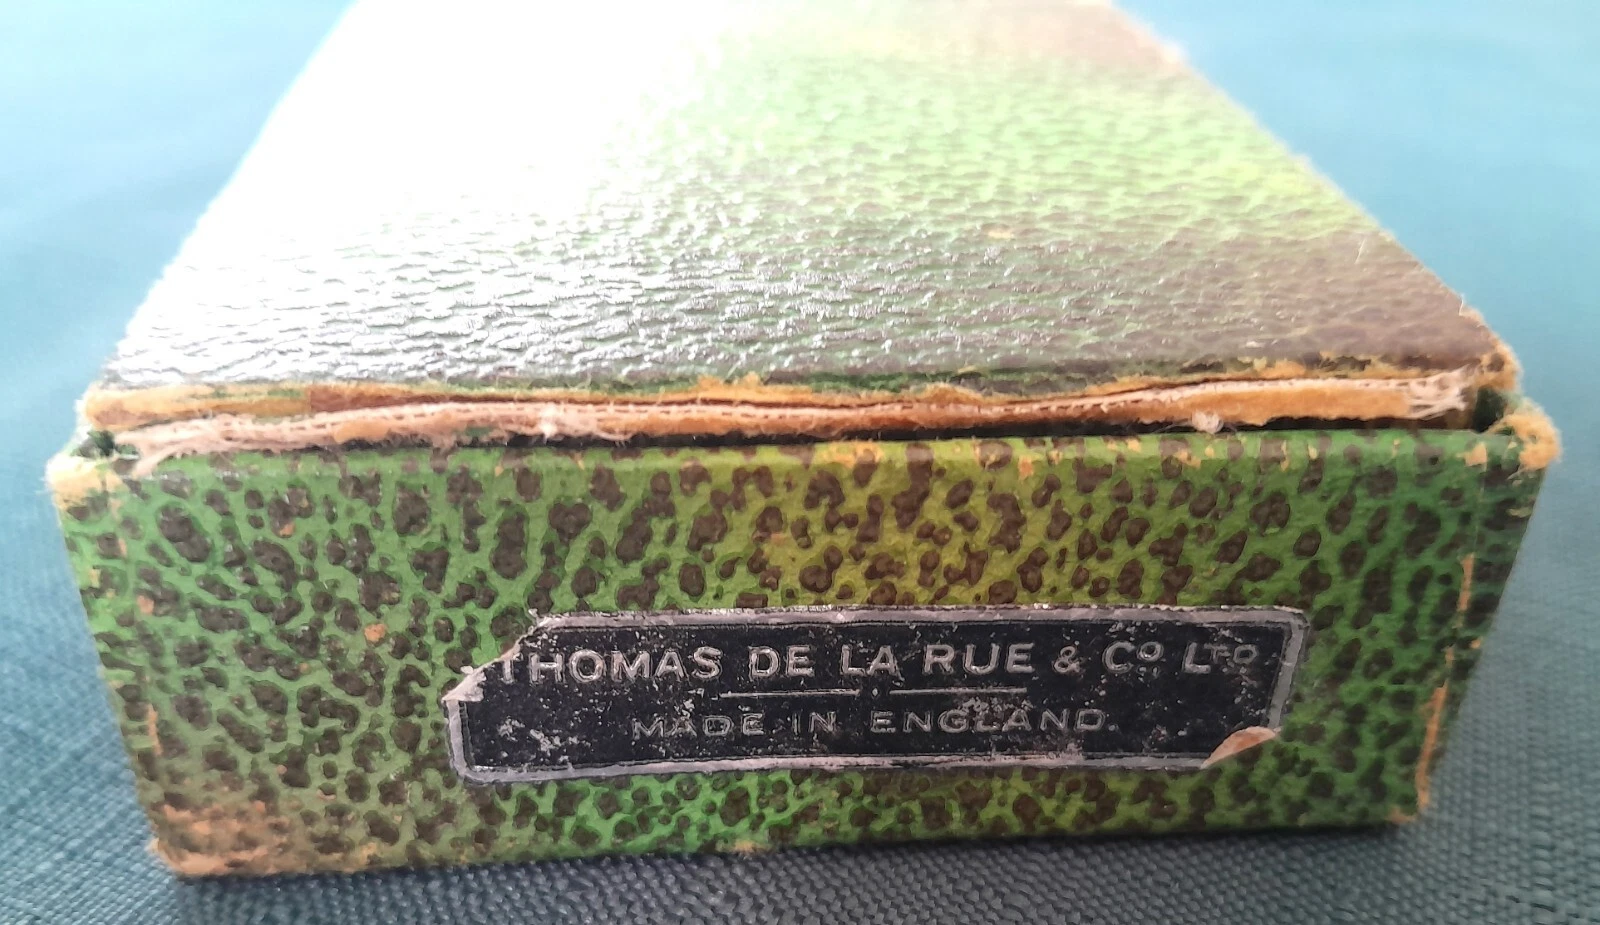 THOMAS DE LA RUE & Cº LTD
MADE IN ENGLAND.